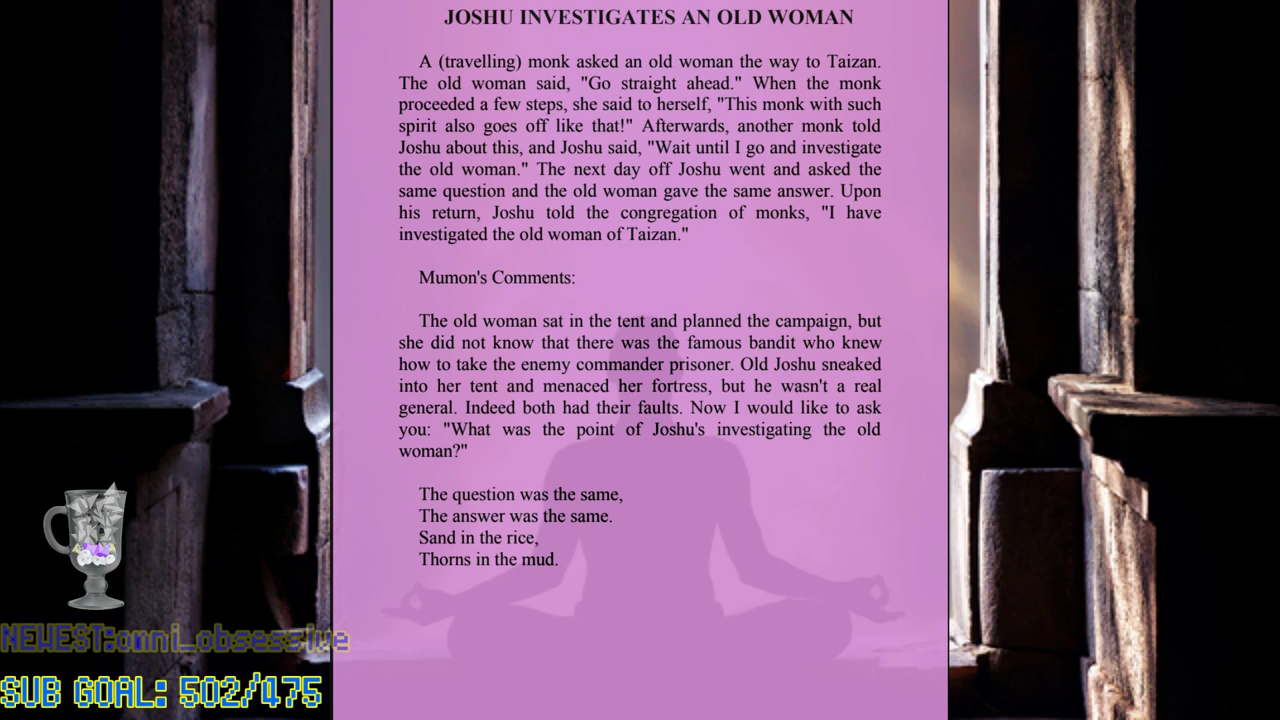 JOSHU INVESTIGATES AN OLD WOMAN
A (travelling) monk asked an old woman the way to Taizan.
The old woman said, "Go straight ahead." When the monk
proceeded a few steps, she said to herself, "This monk with such
spirit also goes off like that!" Afterwards, another monk told
Joshu about this, and Joshu said, "Wait until I go and investigate
the old woman." The next day off Joshu went and asked the
same question and the old woman gave the same answer. Upon
his return, Joshu told the congregation of monks, "I have
investigated the old woman of Taizan."
Mumon's Comments:
The old woman sat in the tent and planned the campaign, but
she did not know that there was the famous bandit who knew
how to take the enemy commander prisoner. Old Joshu sneaked
into her tent and menaced her fortress, but he wasn't a real
general. Indeed both had their faults. Now I would like to ask
you: "What was the point of Joshu's investigating the old
woman?"
The question was the same,
The answer was the same.
Sand in the rice,
Thorns in the mud.
NEWEST:omni_obsessive
SUB GOAL: 502/475